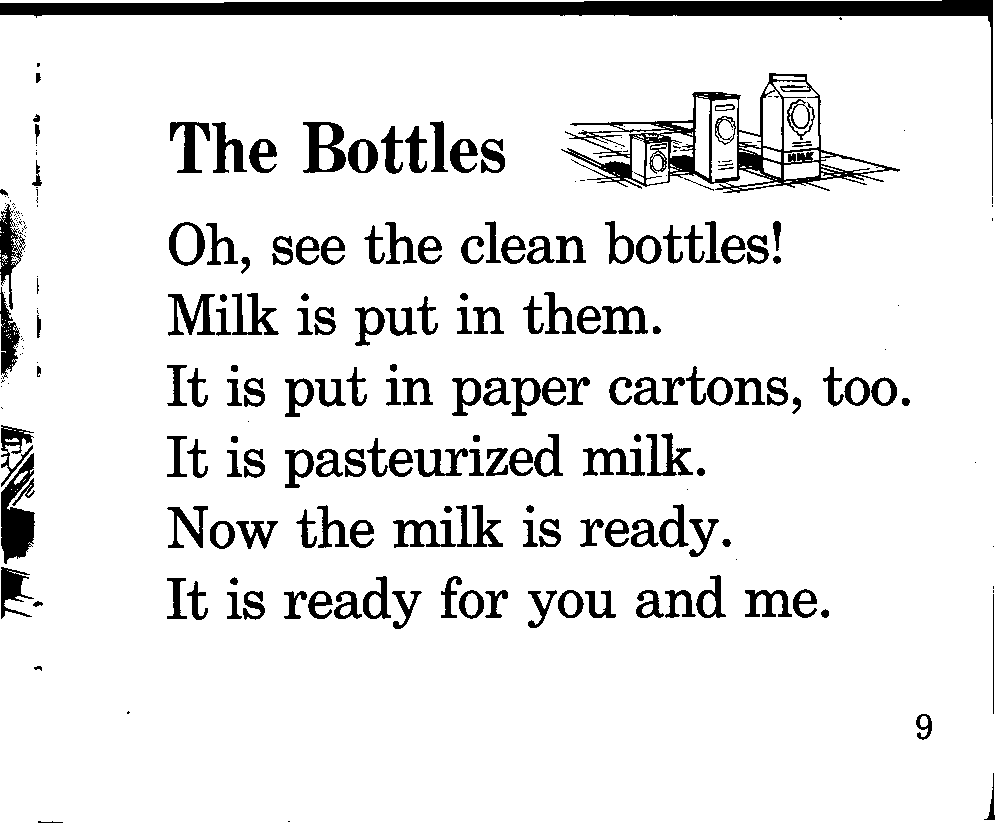 The Bottles
Oh, see the clean bottles!
Milk is put in them.
It is put in paper cartons, too.
It is pasteurized milk.
Now the milk is ready.
It is ready for you and me.
9